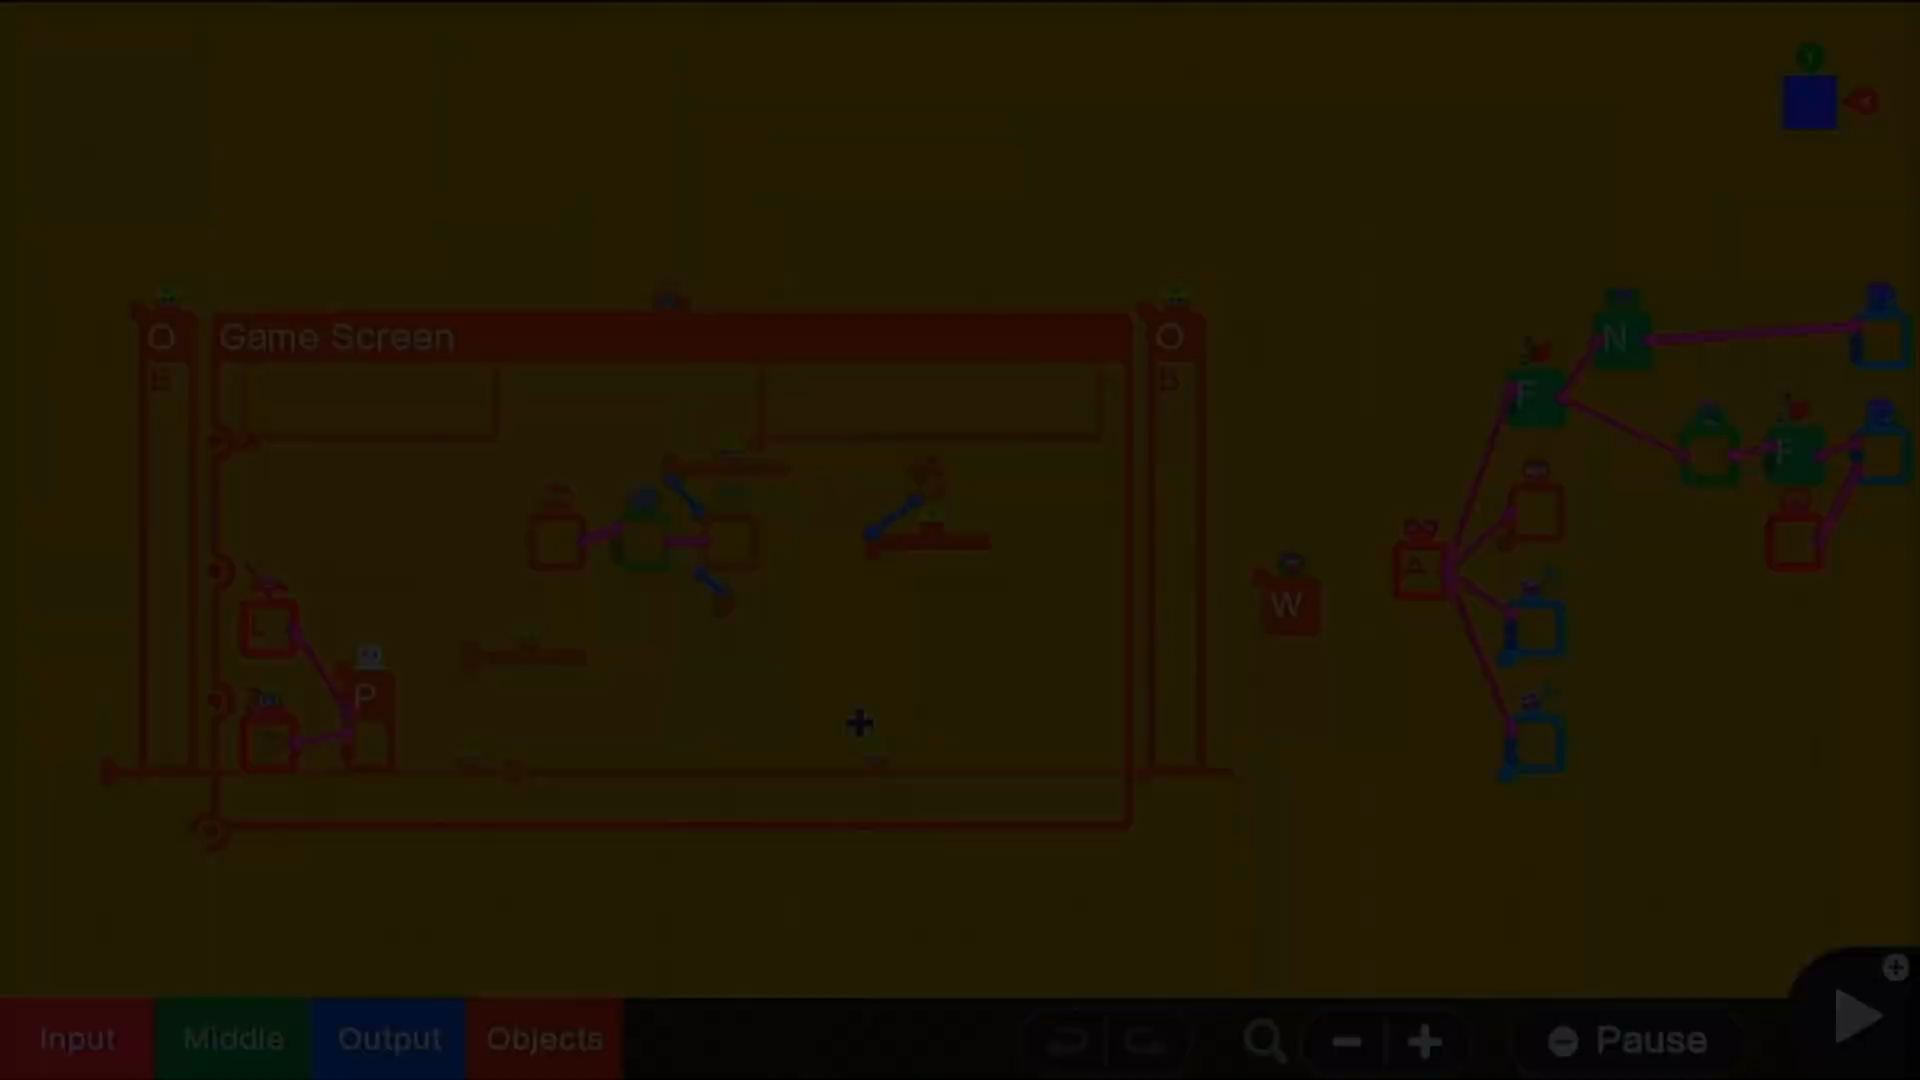 Y
X
O
Game Screen
O
N
F
F
W
A
P
Input
Middle
Output
Objects
Pause